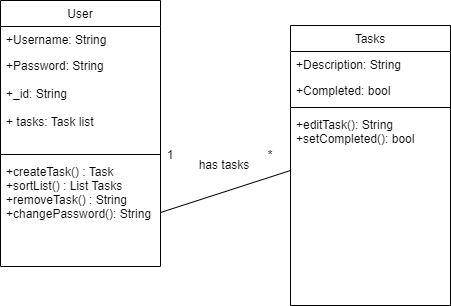 User
+Username: String
+Password: String
+_id: String
+ tasks: Task list
+createTask() : Task
+sortList() : List Tasks
+removeTask() : String
+changePassword(): String
1
has tasks
*
Tasks
+Description: String
+Completed: bool
+editTask(): String
+setCompleted(): bool